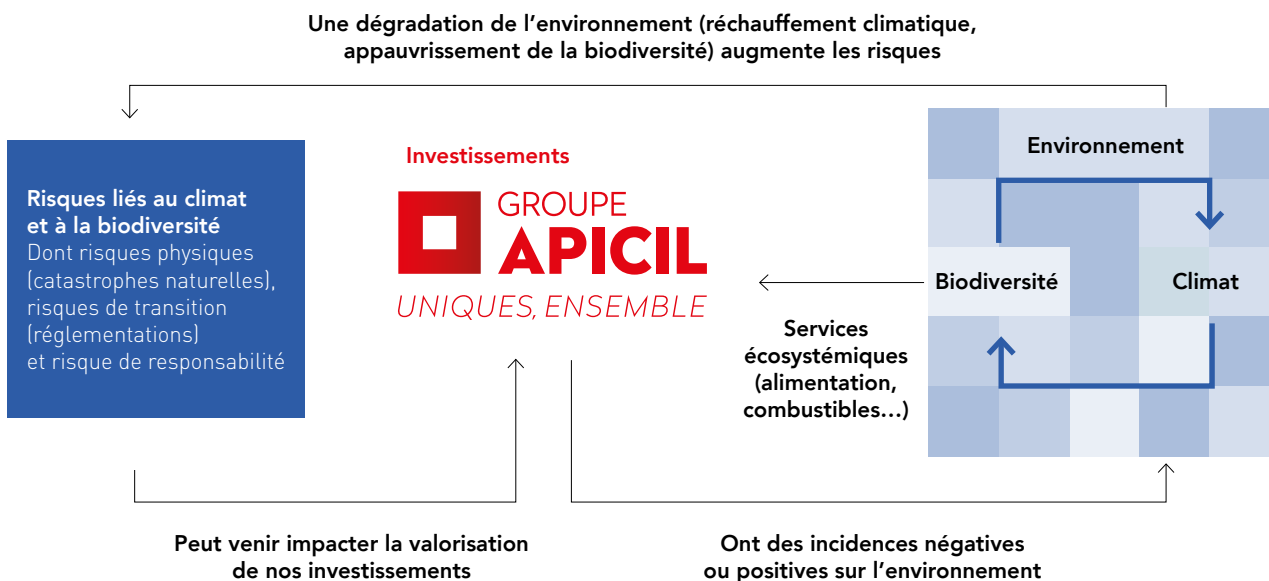 Une dégradation de l’environnement (réchauffement climatique,
appauvrissement de la biodiversité) augmente les risques
Risques liés au climat
et à la biodiversité
Dont risques physiques
(catastrophes naturelles),
risques de transition
(réglementations)
et risque de responsabilité
Investissements
GROUPE
APICIL
UNIQUES, ENSEMBLE
Services
écosystémiques
(alimentation,
combustibles…)
Environnement
Biodiversité
Climat
Peut venir impacter la valorisation
de nos investissements
Ont des incidences négatives
ou positives sur l’environnement